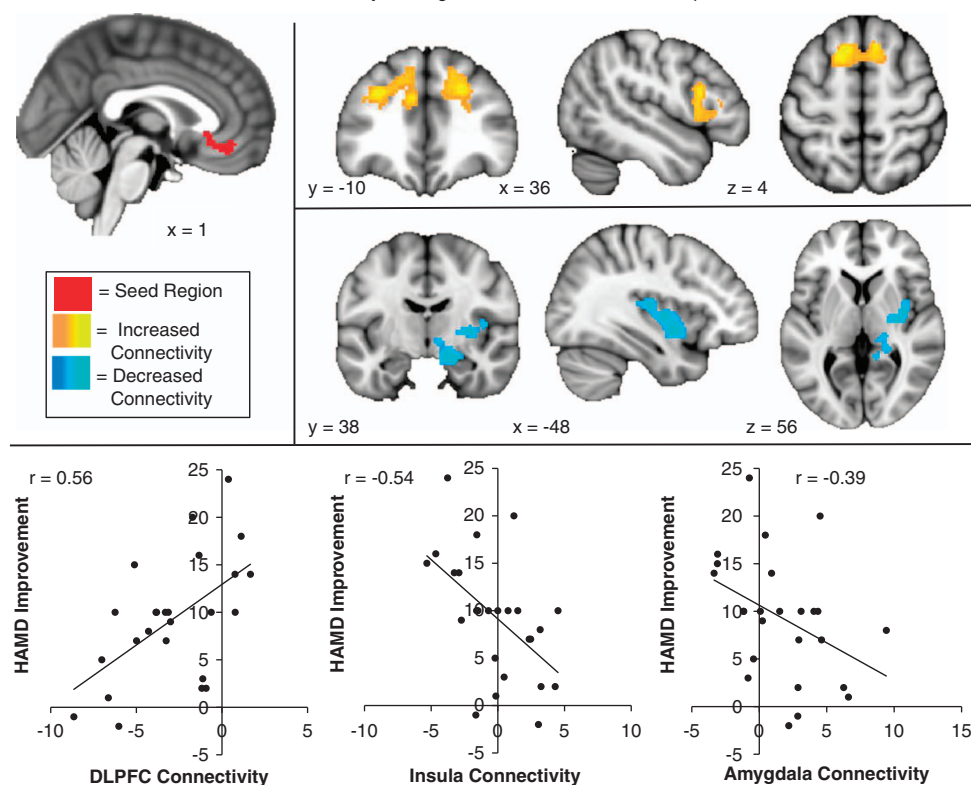 x = 1
y = -10
x = 36
z = 4
= Seed Region
= Increased
Connectivity
= Decreased
Connectivity
y = 38
x = -48
z = 56
r = 0.56
HAMD Improvement
25
20
15
10
5
0
-10
-5
0
5
DLPFC Connectivity
r = -0.54
HAMD Improvement
25
20
15
10
5
0
-10
-5
0
5
10
Insula Connectivity
r = -0.39
HAMD Improvement
25
20
15
10
5
0
-5
0
5
10
15
Amygdala Connectivity